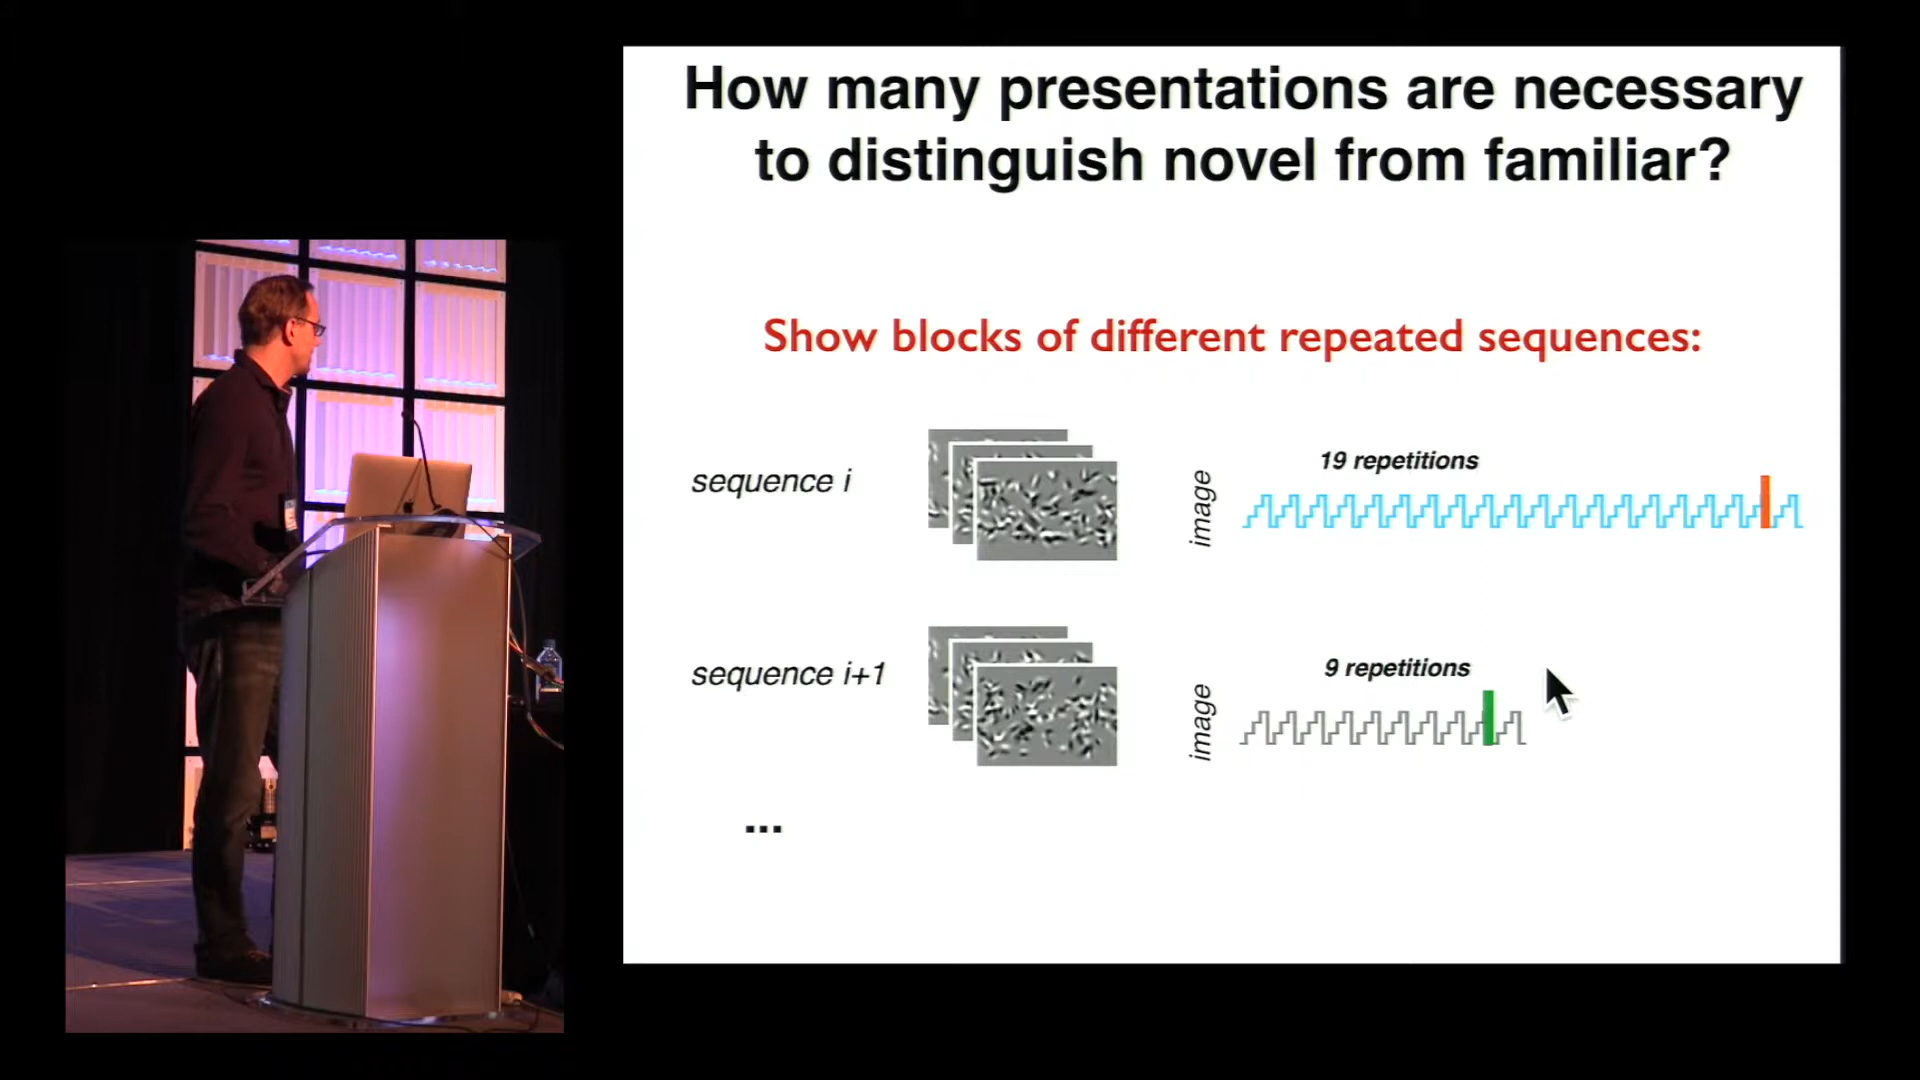 How many presentations are necessary
to distinguish novel from familiar?
Show blocks of different repeated sequences:
sequence i
image
19 repetitions
sequence i+1
image
9 repetitions
...